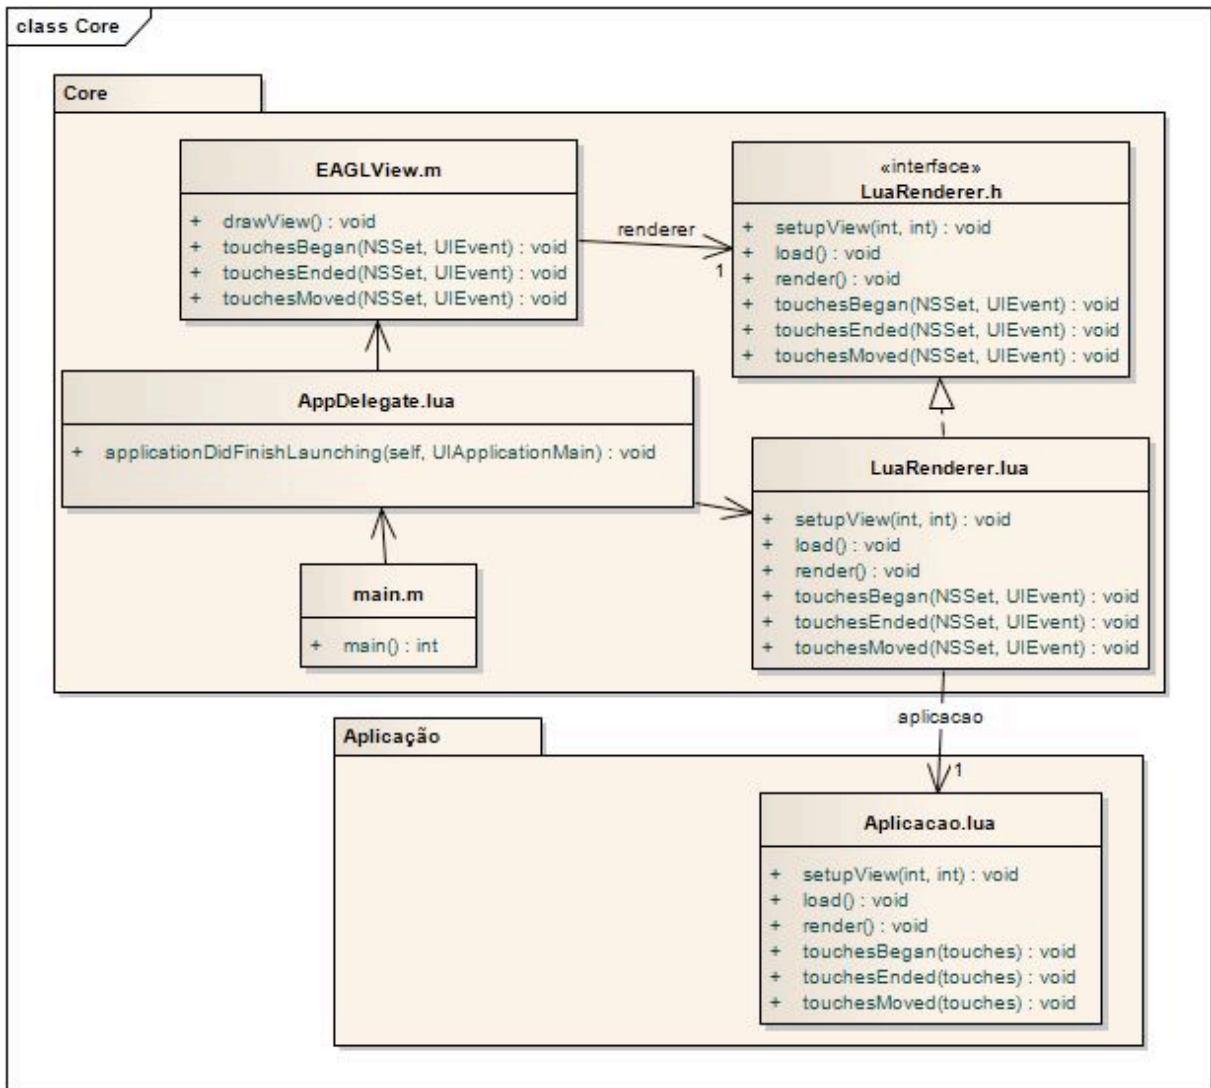 class Core
Core
EAGLView.m
+ drawView() : void
+ touchesBegan(NSSet, UIEvent) : void
+ touchesEnded(NSSet, UIEvent) : void
+ touchesMoved(NSSet, UIEvent) : void
renderer
1
«interface»
LuaRenderer.h
+ setupView(int, int) : void
+ load() : void
+ render() : void
+ touchesBegan(NSSet, UIEvent) : void
+ touchesEnded(NSSet, UIEvent) : void
+ touchesMoved(NSSet, UIEvent) : void
AppDelegate.lua
+ applicationDidFinishLaunching(self, UIApplicationMain) : void
LuaRenderer.lua
+ setupView(int, int) : void
+ load() : void
+ render() : void
+ touchesBegan(NSSet, UIEvent) : void
+ touchesEnded(NSSet, UIEvent) : void
+ touchesMoved(NSSet, UIEvent) : void
main.m
+ main() : int
aplicacao
1
Aplicação
Aplicacao.lua
+ setupView(int, int) : void
+ load() : void
+ render() : void
+ touchesBegan(touches) : void
+ touchesEnded(touches) : void
+ touchesMoved(touches) : void